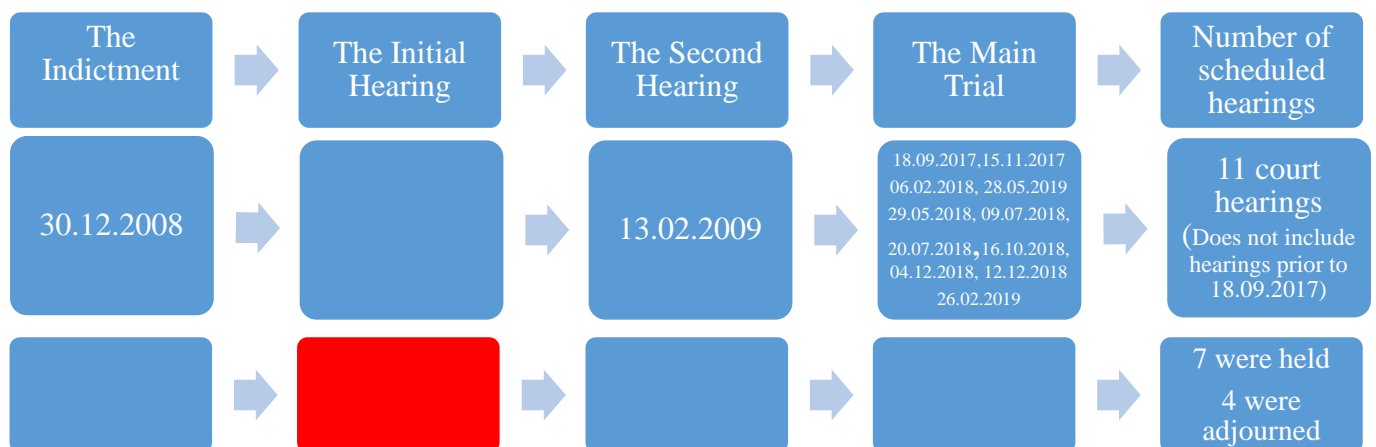 The
Indictment
The Initial
Hearing
The Second
Hearing
The Main
Trial
Number of
scheduled
hearings
30.12.2008
13.02.2009
18.09.2017,15.11.2017
06.02.2018, 28.05.2019
29.05.2018, 09.07.2018,
20.07.2018,16.10.2018,
04.12.2018, 12.12.2018
26.02.2019
11 court
hearings
(Does not include
hearings prior to
18.09.2017)
7 were held
4 were
adjourned